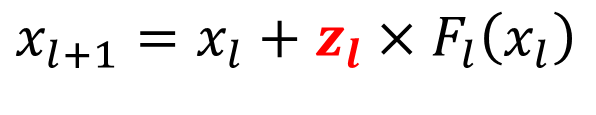 x_{l+1} = x_l + z_l × F_l(x_l)